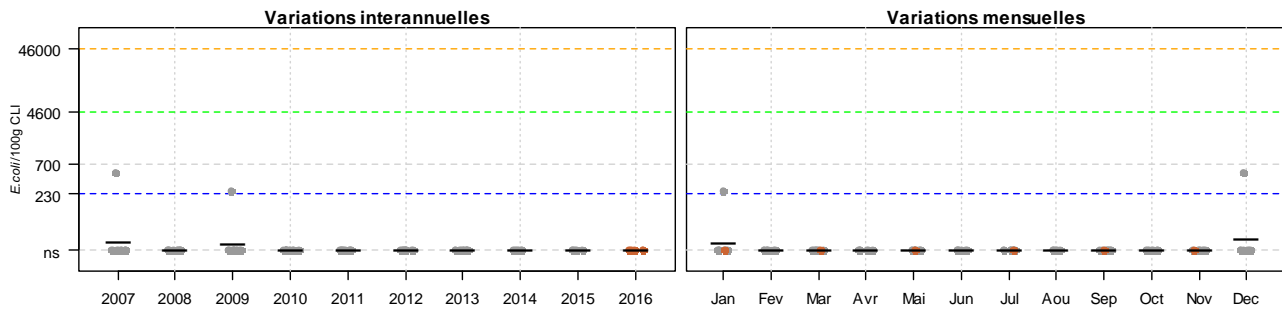 Variations interannuelles
Variations mensuelles
E.coli/100g CLI
46000
4600
700
230
ns
2007 2008 2009 2010 2011 2012 2013 2014 2015 2016
Jan Fev Mar Avr Mai Jun Jul Aou Sep Oct Nov Dec